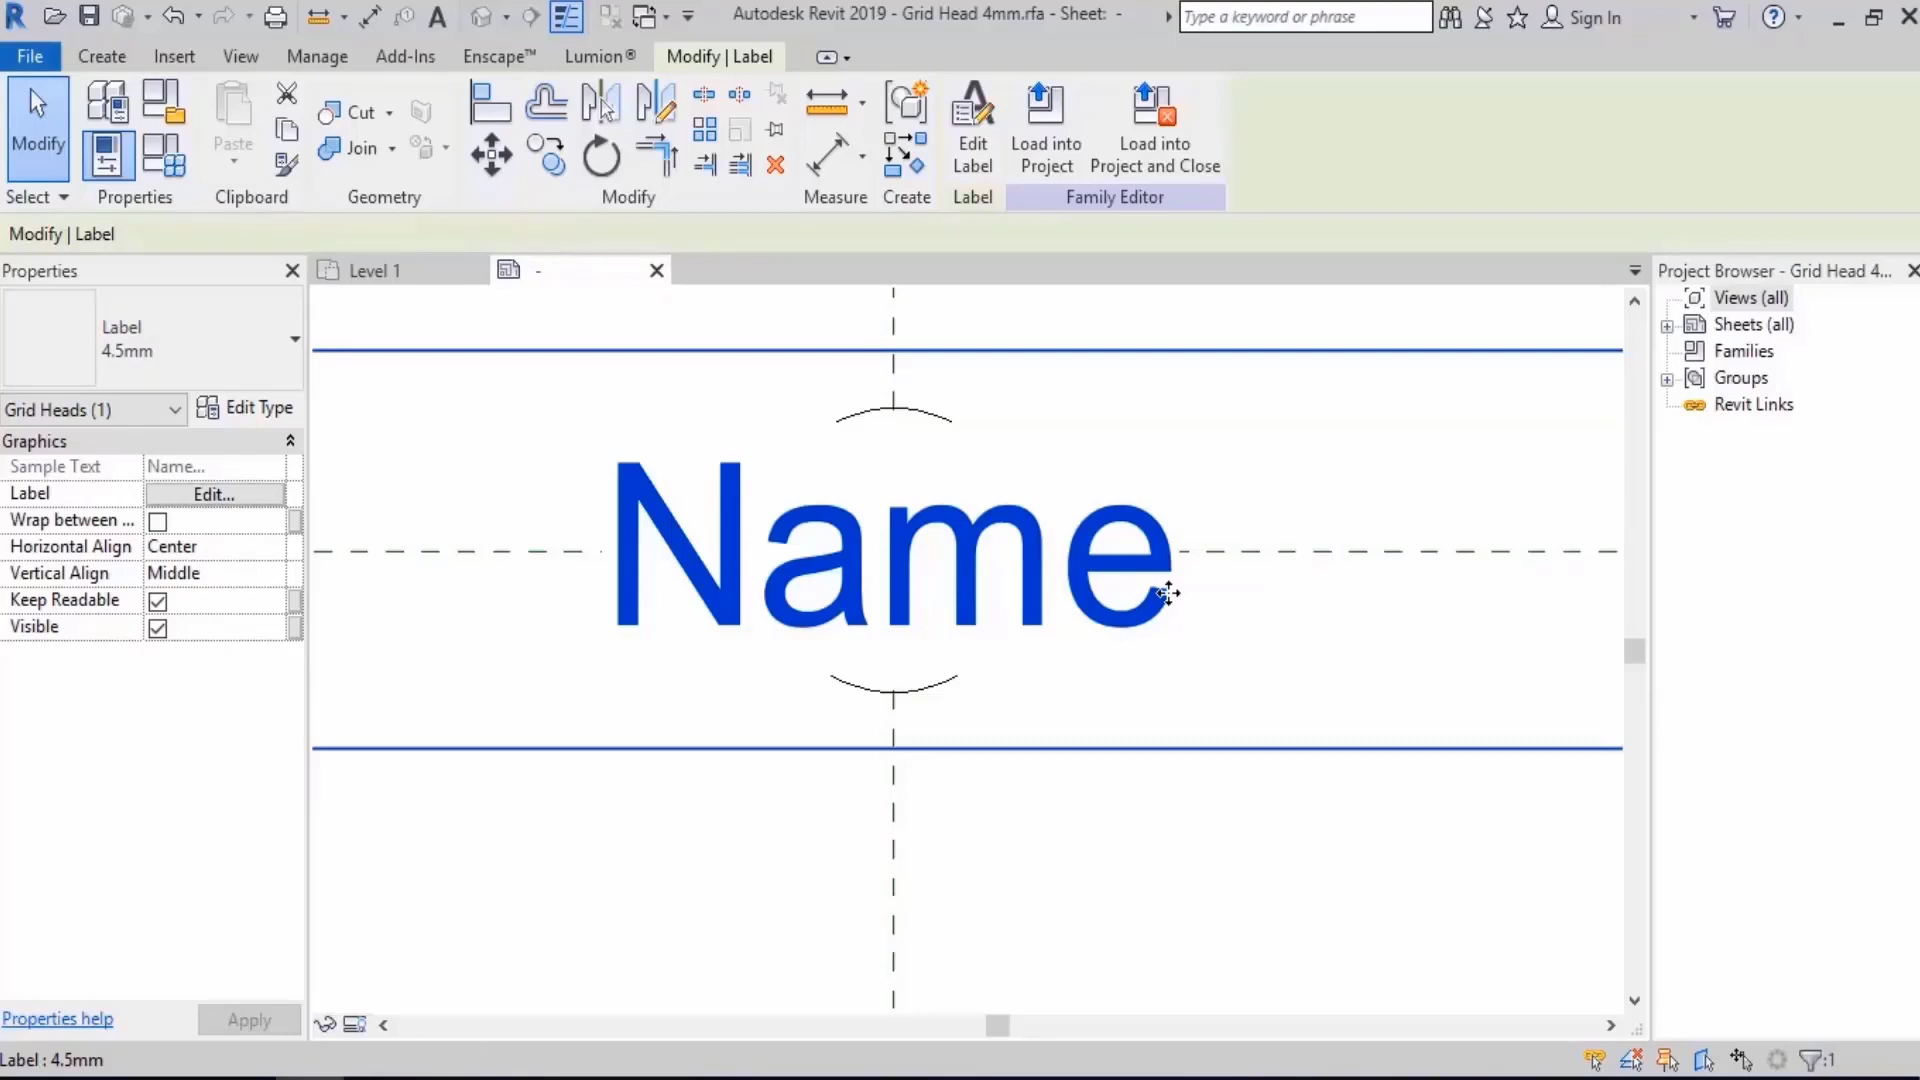 Autodesk Revit 2019 - Grid Head 4mm.rfa - Sheet: -
Type a keyword or phrase
Sign In
File Create Insert View Manage Add-Ins Enscape™ Lumion® Modify | Label
Modify
Paste
Cut
Join
Edit Label
Load into Project
Load into Project and Close
Select Properties Clipboard Geometry Modify Measure Create Label Family Editor
Modify | Label
Properties
Level 1
-
Project Browser - Grid Head 4...
Label
4.5mm
Grid Heads (1)
Edit Type
Graphics
Sample Text Name...
Label Edit...
Wrap between ...
Horizontal Align Center
Vertical Align Middle
Keep Readable
Visible
Name
Views (all)
Sheets (all)
Families
Groups
Revit Links
Properties help
Apply
Label : 4.5mm
:1